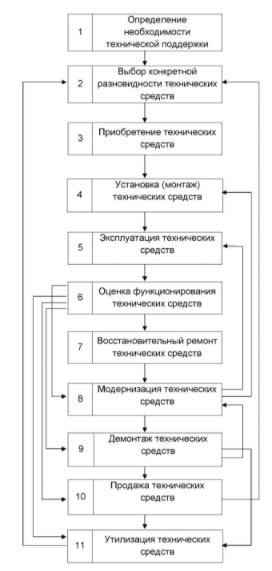 1
Определение
необходимости
технической поддержки
2
Выбор конкретной
разновидности технических
средств
3
Приобретение технических
средств
4
Установка (монтаж)
технических средств
5
Эксплуатация технических
средств
6
Оценка функционирования
технических средств
7
Восстановительный ремонт
технических средств
8
Модернизация технических
средств
9
Демонтаж технических
средств
10
Продажа технических
средств
11
Утилизация технических
средств